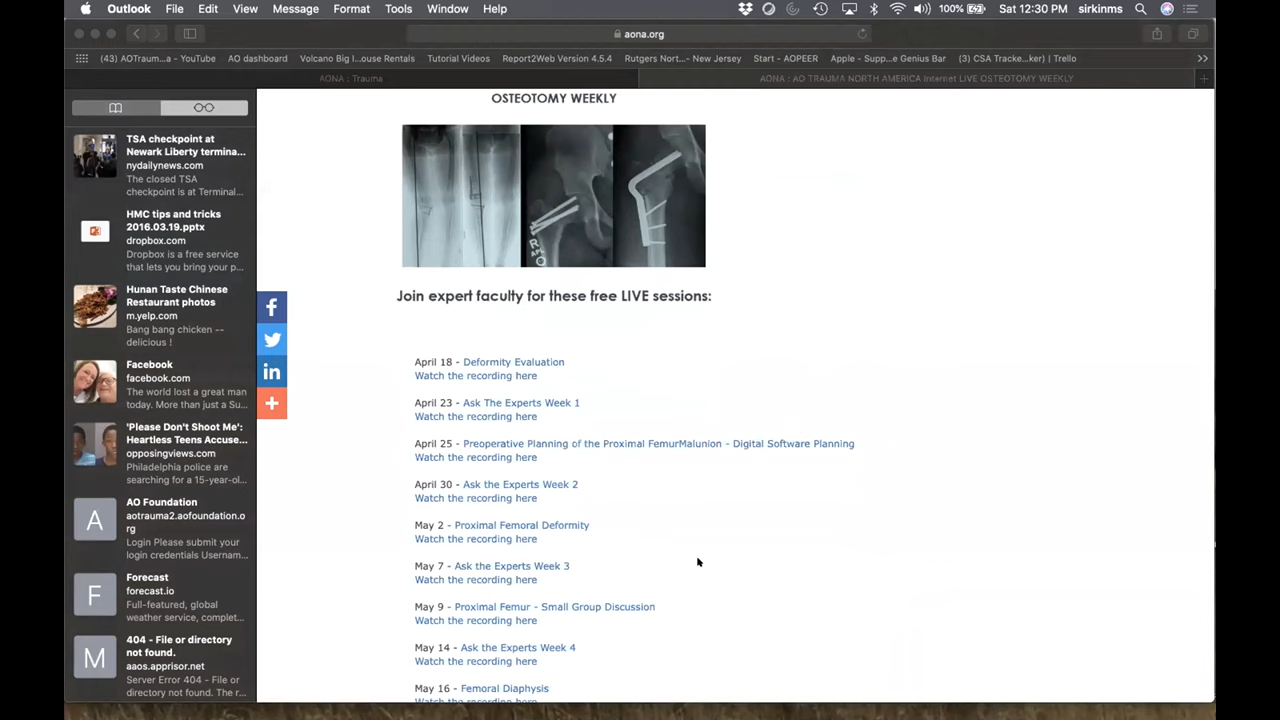 Outlook File Edit View Message Format Tools Window Help 100% Sat 12:30 PM sirkinms
aona.org
(43) AOTraum...a - YouTube AO dashboard Volcano Big I...ouse Rentals Tutorial Videos Report2Web Version 4.5.4 Rutgers Nort...- New Jersey Start - AOPEER Apple - Supp...e Genius Bar (3) CSA Tracke...ker) | Trello
AONA : Trauma AONA : AO TRAUMA NORTH AMERICA Internet LIVE OSTEOTOMY WEEKLY
TSA checkpoint at
Newark Liberty termina...
nydailynews.com
The closed TSA
checkpoint is at Terminal...
HMC tips and tricks
2016.03.19.pptx
dropbox.com
Dropbox is a free service
that lets you bring your p...
Hunan Taste Chinese
Restaurant photos
m.yelp.com
Bang bang chicken --
delicious !
Facebook
facebook.com
The world lost a great man
today. More than just a Su...
'Please Don't Shoot Me':
Heartless Teens Accuse...
opposingviews.com
Philadelphia police are
searching for a 15-year-ol...
A
AO Foundation
aotrauma2.aofoundation.o
rg
Login Please submit your
login credentials Usernam...
F
Forecast
forecast.io
Full-featured, global
weather service, complet...
M
404 - File or directory
not found.
aaos.apprisor.net
Server Error 404 - File or
directory not found. The r...
OSTEOTOMY WEEKLY
R
Join expert faculty for these free LIVE sessions:
April 18 - Deformity Evaluation
Watch the recording here
April 23 - Ask The Experts Week 1
Watch the recording here
April 25 - Preoperative Planning of the Proximal FemurMalunion - Digital Software Planning
Watch the recording here
April 30 - Ask the Experts Week 2
Watch the recording here
May 2 - Proximal Femoral Deformity
Watch the recording here
May 7 - Ask the Experts Week 3
Watch the recording here
May 9 - Proximal Femur - Small Group Discussion
Watch the recording here
May 14 - Ask the Experts Week 4
Watch the recording here
May 16 - Femoral Diaphysis
Watch the recording here